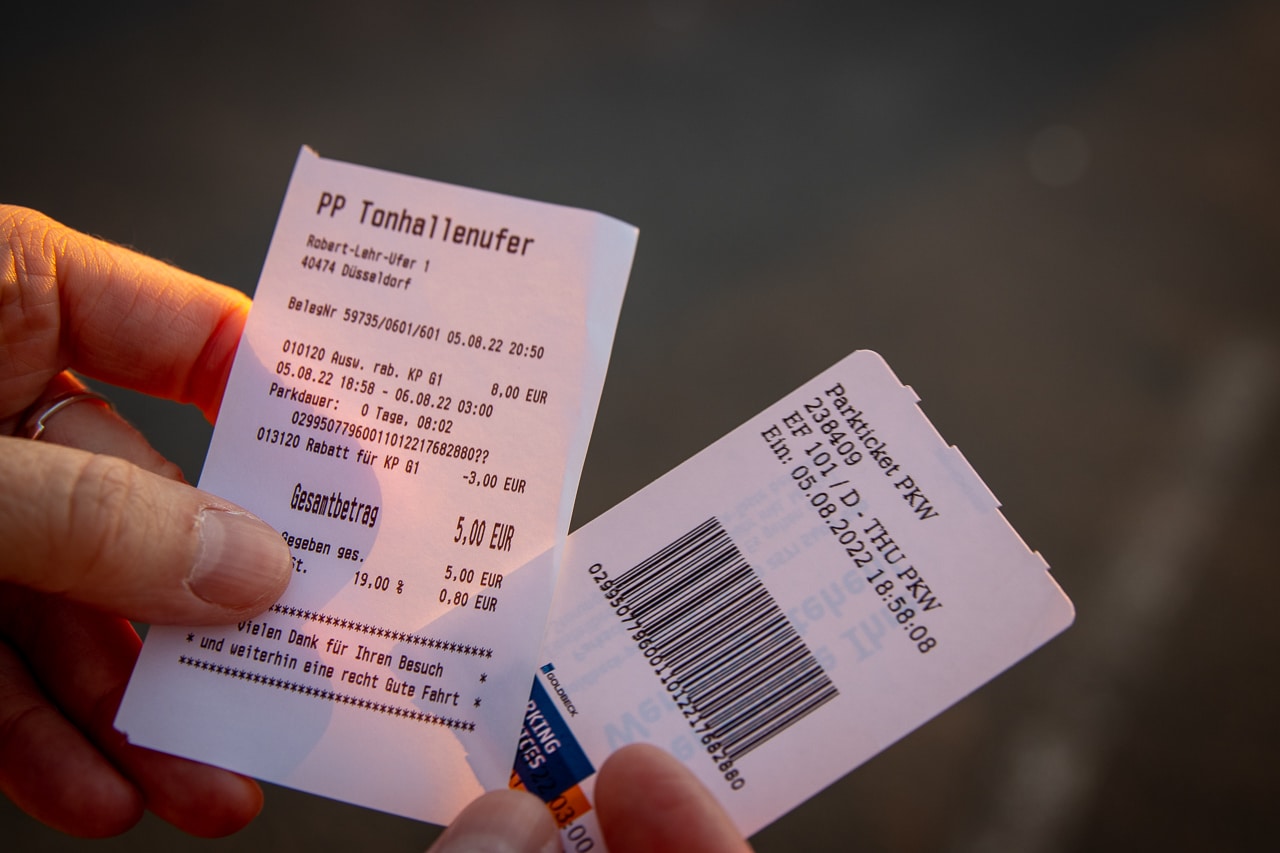 PP Tonhallenufer
Robert-Lehr-Ufer 1
40474 Düsseldorf
BelegNr 59735/0601/601 05.08.22 20:50
010120 Ausw. rab. KP G1 8,00 EUR
05.08.22 18:58 - 06.08.22 03:00
Parkdauer: 0 Tage, 08:02
02995077960011012217682880??
013120 Rabatt für KP G1 -3,00 EUR
Gesamtbetrag 5,00 EUR
Gegeben ges. 5,00 EUR
St. 19,00 % 0,80 EUR
***
Vielen Dank für Ihren Besuch *
* und weiterhin eine recht Gute Fahrt *
***
Parkticket PKW
238409
EF 101 / D - THU PKW
Ein: 05.08.2022 18:58:08
02995077960011012217682880
GOLDBECK
03:00